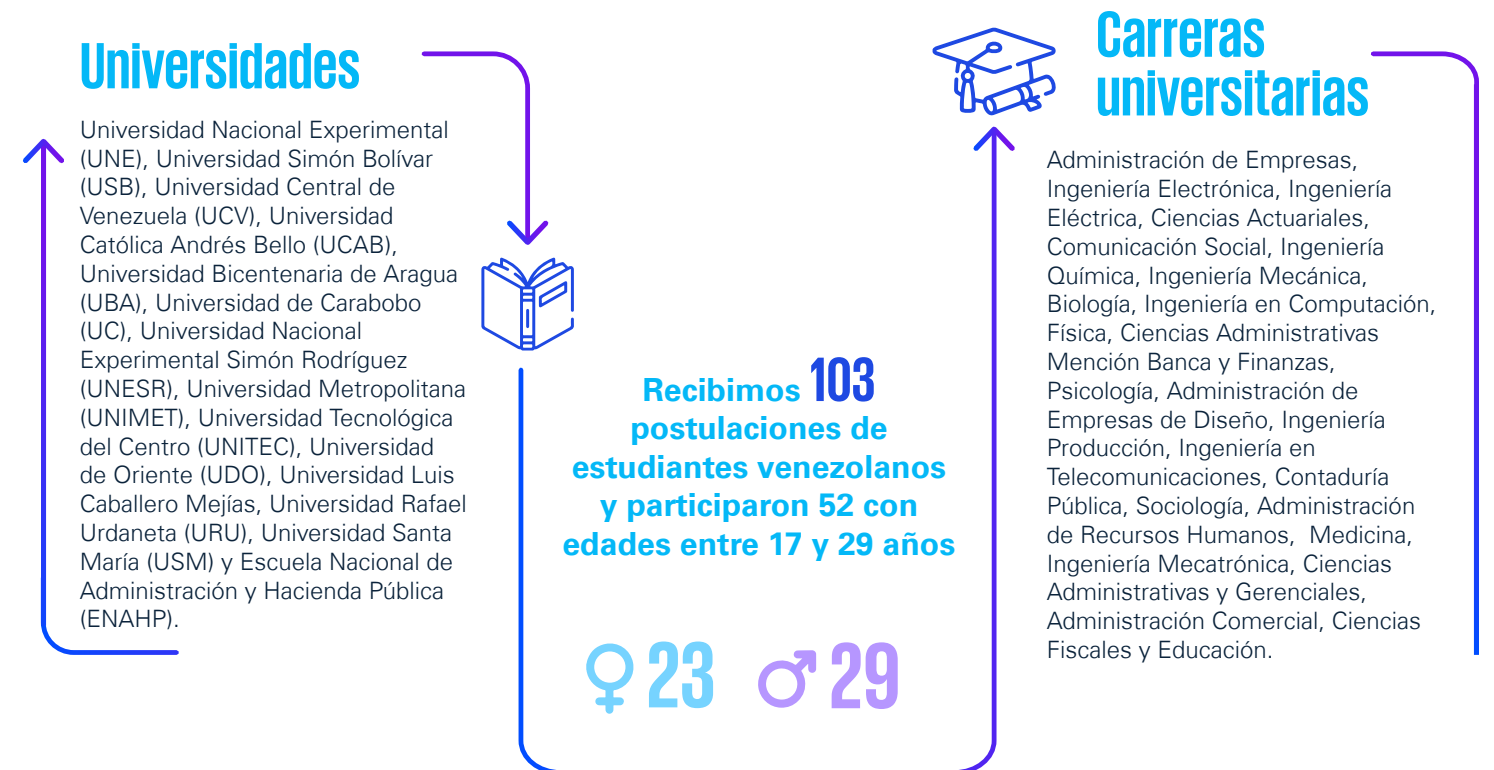 Universidades
Universidad Nacional Experimental
(UNE), Universidad Simón Bolívar
(USB), Universidad Central de
Venezuela (UCV), Universidad
Católica Andrés Bello (UCAB),
Universidad Bicentenaria de Aragua
(UBA), Universidad de Carabobo
(UC), Universidad Nacional
Experimental Simón Rodríguez
(UNESR), Universidad Metropolitana
(UNIMET), Universidad Tecnológica
del Centro (UNITEC), Universidad
de Oriente (UDO), Universidad Luis
Caballero Mejías, Universidad Rafael
Urdaneta (URU), Universidad Santa
María (USM) y Escuela Nacional de
Administración y Hacienda Pública
(ENAHP).
Recibimos 103
postulaciones de
estudiantes venezolanos
y participaron 52 con
edades entre 17 y 29 años
♀ 23 ♂ 29
Carreras
universitarias
Administración de Empresas,
Ingeniería Electrónica, Ingeniería
Eléctrica, Ciencias Actuariales,
Comunicación Social, Ingeniería
Química, Ingeniería Mecánica,
Biología, Ingeniería en Computación,
Física, Ciencias Administrativas
Mención Banca y Finanzas,
Psicología, Administración de
Empresas de Diseño, Ingeniería
Producción, Ingeniería en
Telecomunicaciones, Contaduría
Pública, Sociología, Administración
de Recursos Humanos, Medicina,
Ingeniería Mecatrónica, Ciencias
Administrativas y Gerenciales,
Administración Comercial, Ciencias
Fiscales y Educación.